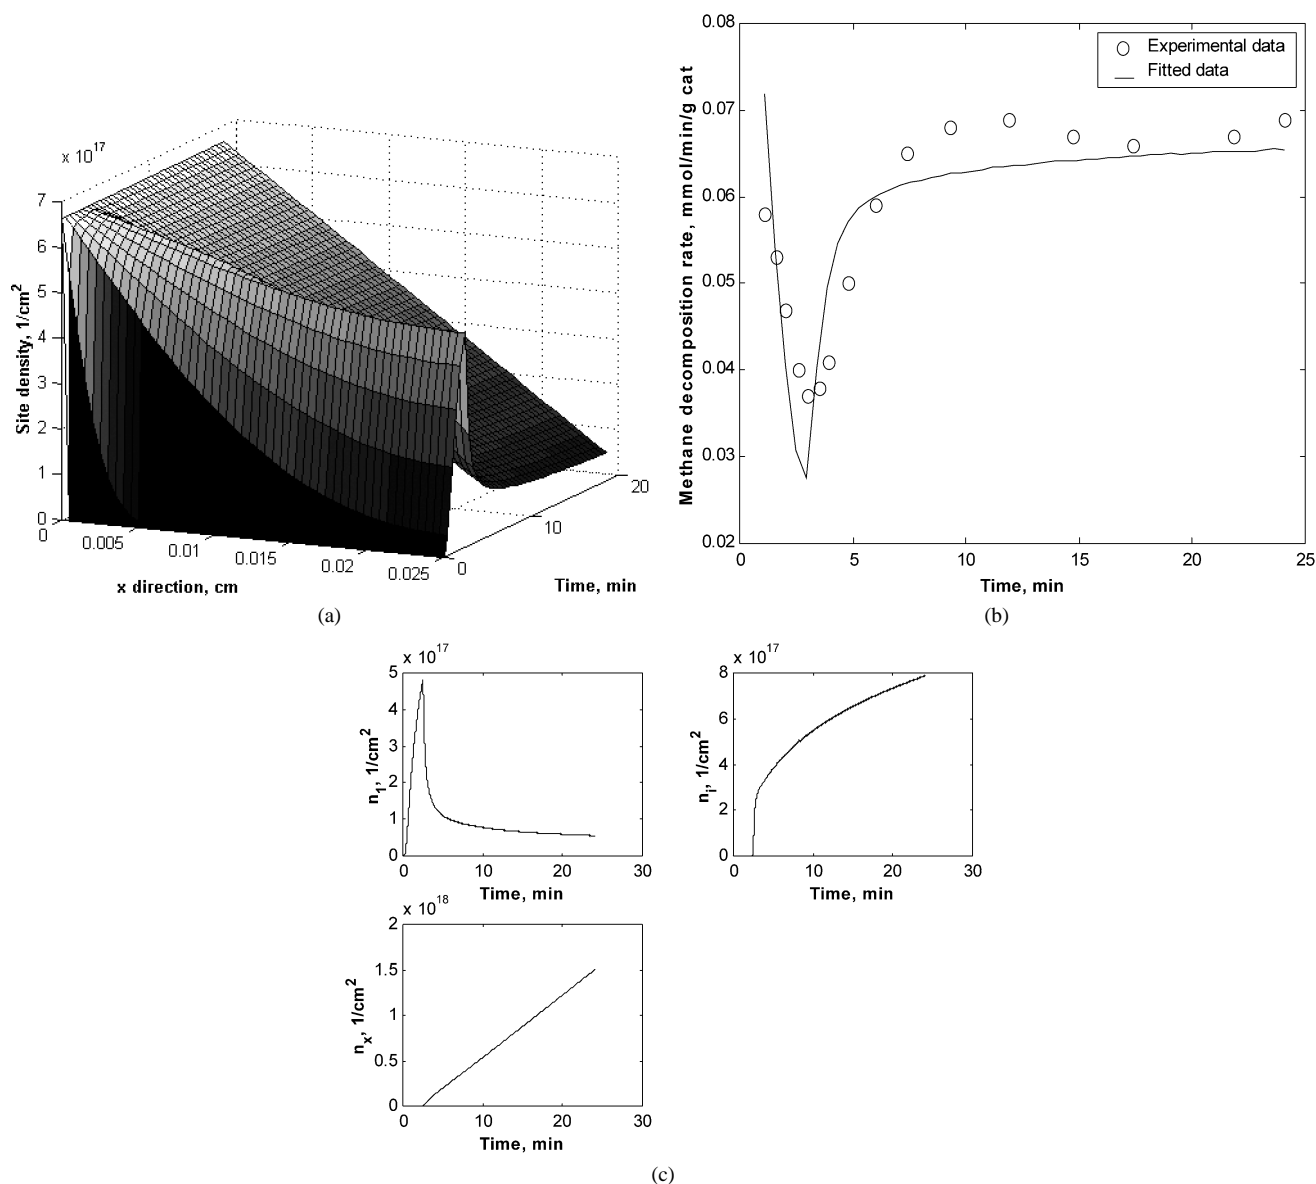 x 10^17
7
6
5
4
3
2
1
0
Site density, 1/cm^2
0
0.005
0.01
0.015
0.02
0.025
x direction, cm
0
10
20
Time, min
(a)
0.08
0.07
0.06
0.05
0.04
0.03
0.02
Methane decomposition rate, mmol/min/g cat
Experimental data
Fitted data
0 5 10 15 20 25
Time, min
(b)
x 10^17
5
4
3
2
1
0
n_1, 1/cm^2
0 10 20 30
Time, min
x 10^17
8
6
4
2
0
n_i, 1/cm^2
0 10 20 30
Time, min
x 10^18
2
1.5
1
0.5
0
n_x, 1/cm^2
0 10 20 30
Time, min
(c)